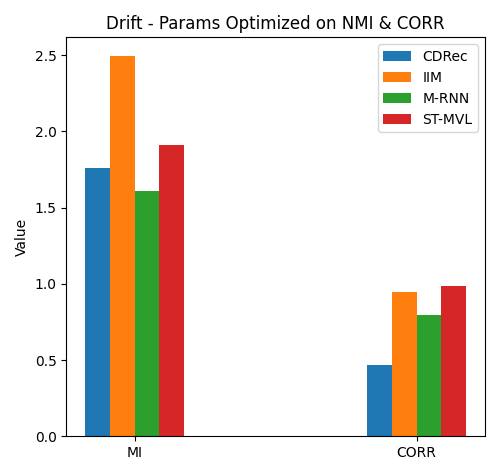 Drift - Params Optimized on NMI & CORR
CDRec
IIM
M-RNN
ST-MVL
Value
2.5
2.0
1.5
1.0
0.5
0.0
MI
CORR